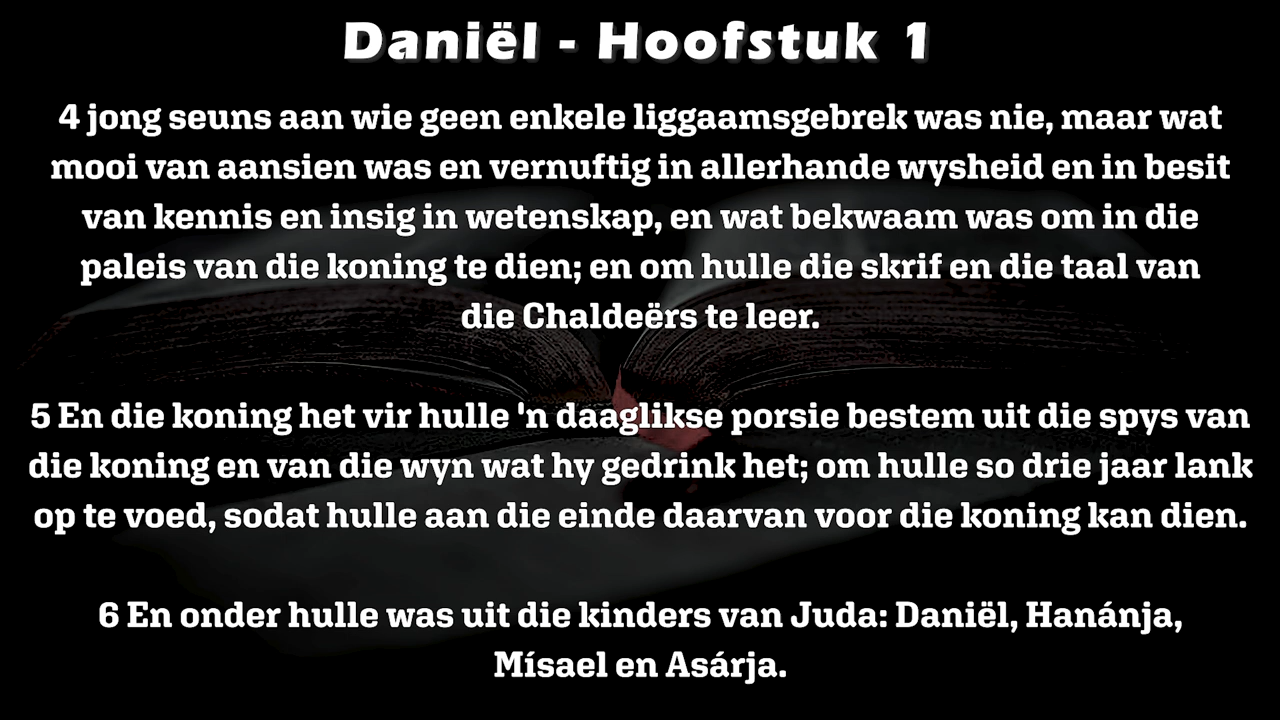 Daniël - Hoofstuk 1
4 jong seuns aan wie geen enkele liggaamsgebrek was nie, maar wat
mooi van aansien was en vernuftig in allerhande wysheid en in besit
van kennis en insig in wetenskap, en wat bekwaam was om in die
paleis van die koning te dien; en om hulle die skrif en die taal van
die Chaldeërs te leer.
5 En die koning het vir hulle 'n daaglikse porsie bestem uit die spys van
die koning en van die wyn wat hy gedrink het; om hulle so drie jaar lank
op te voed, sodat hulle aan die einde daarvan voor die koning kan dien.
6 En onder hulle was uit die kinders van Juda: Daniël, Hanánja,
Mísael en Asárja.